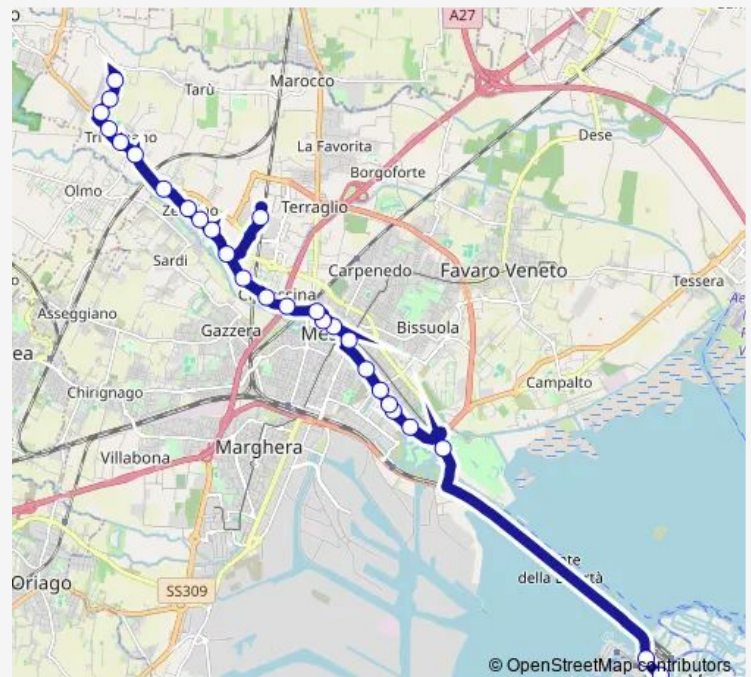 A27
Tarù
Marocco
La Favorita
Dese
Borgoforte
Olmo
Terraglio
Sardi
Carpenedo
Favaro Veneto
Tessera
Asseggiano
Gazzera
Bissuola
ea
Chirignago
Campalto
Marghera
Villabona
della
Oriago
SS309
© OpenStreetMap contributors